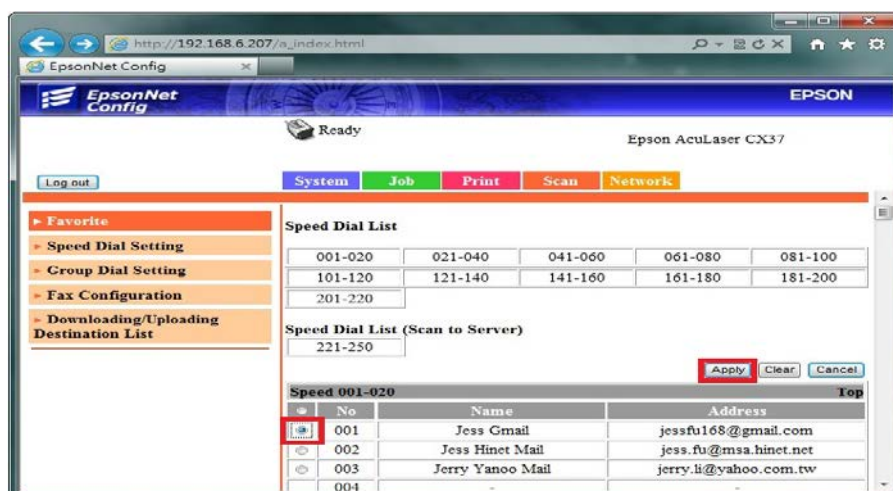 http://192.168.6.207/a_index.html
EpsonNet Config
EpsonNet
Config
EPSON
Ready
Epson AcuLaser CX37
Log out
System Job Print Scan Network
Favorite
Speed Dial Setting
Group Dial Setting
Fax Configuration
Downloading/Uploading
Destination List
Speed Dial List
001-020 021-040 041-060 061-080 081-100
101-120 121-140 141-160 161-180 181-200
201-220
Speed Dial List (Scan to Server)
221-250
Apply Clear Cancel
Speed 001-020 Top
No Name Address
001 Jess Gmail jessfu168@gmail.com
002 Jess Hinet Mail jess.fu@msa.hinet.net
003 Jerry Yanoo Mail jerry.li@yahoo.com.tw
004 - -